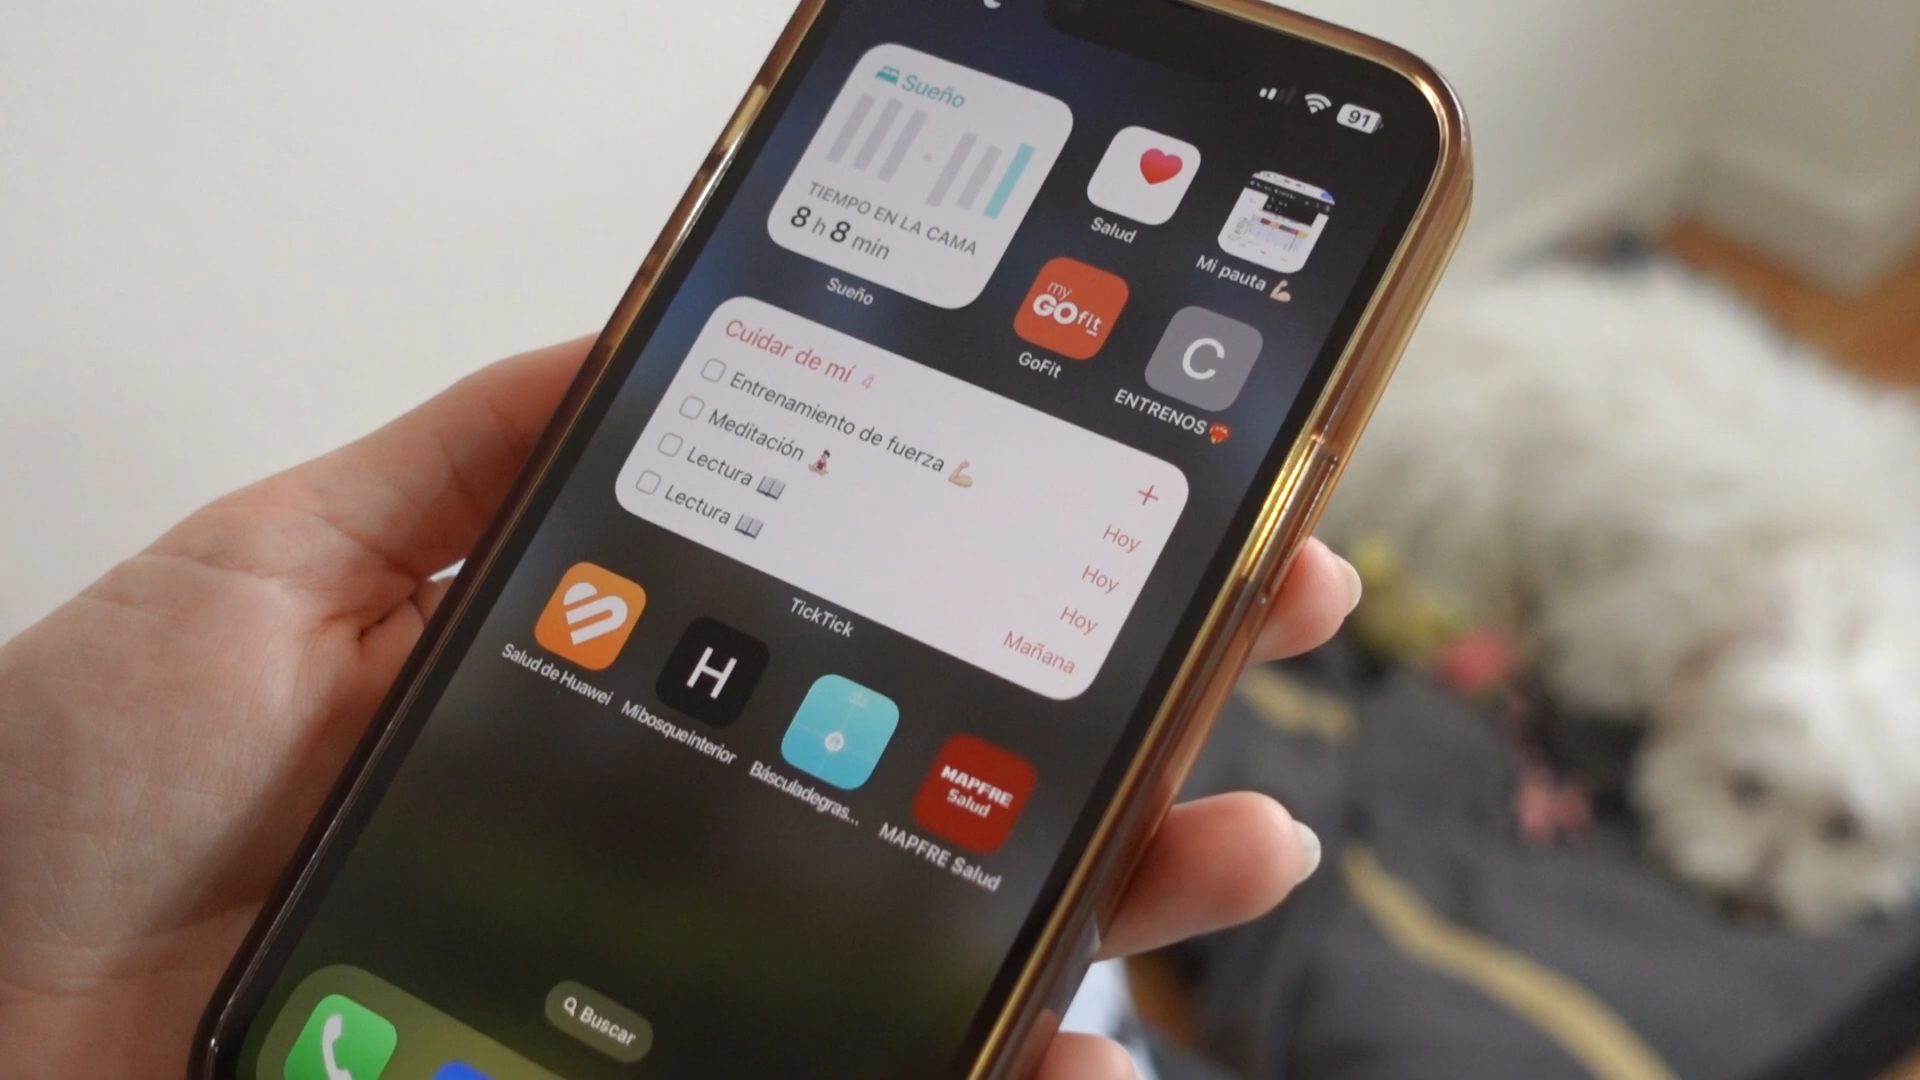 91
Sueño
TIEMPO EN LA CAMA
8 h 8 min
Sueño
Salud
Mi pauta 💪🏼
my
GOfit
GoFit
C
ENTRENOS ❤️‍🔥
Cuidar de mí 4
+
Entrenamiento de fuerza 💪🏼 Hoy
Meditación 🧘🏻‍♀️ Hoy
Lectura 📖 Hoy
Lectura 📖 Mañana
TickTick
Salud de Huawei
H
Mibosqueinterior
Básculadegras...
MAPFRE
Salud
MAPFRE Salud
Buscar